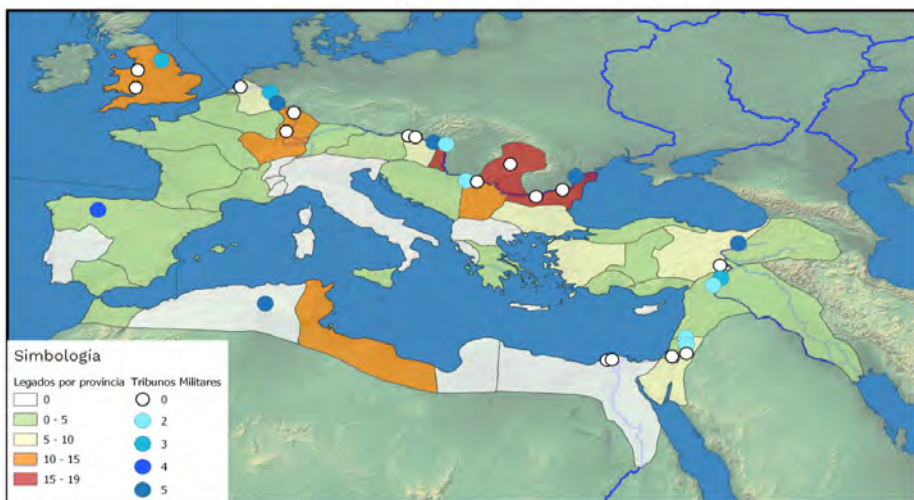 Simbología
Legados por provincia
0
0 - 5
5 - 10
10 - 15
15 - 19
Tribunos Militares
0
2
3
4
5